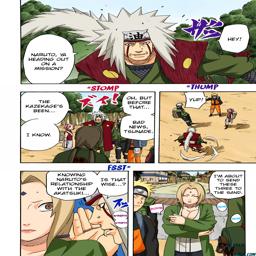 HEY!
NARUTO, YA
HEADING OUT
ON A
MISSION?
*STOMP
*THUMP
ズイ!
OH, BUT
BEFORE
THAT...
BAD
NEWS,
TSUNADE.
THE
KAZEKAGE'S
BEEN...
I KNOW.
YUP!
FSST
KNOWING
NARUTO'S
RELATIONSHIP
WITH THE
AKATSUKI...
IS THAT
WISE...?
I'M ABOUT
TO SEND
THESE
THREE TO
THE SAND.